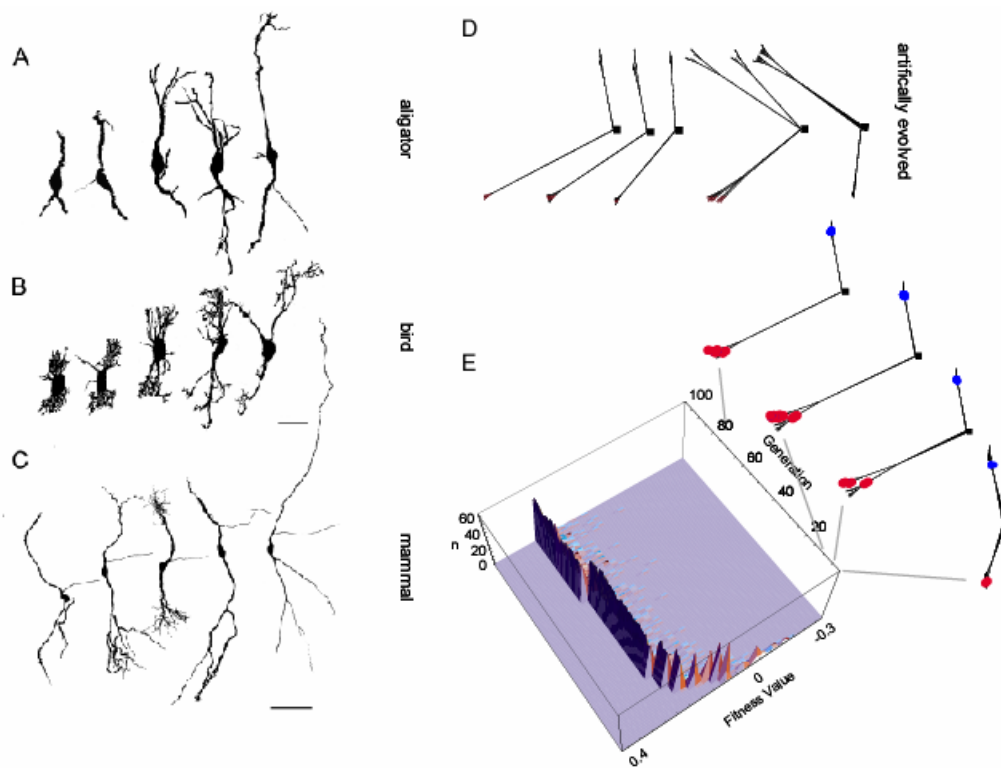 A
aligator
B
bird
C
mammal
D
artifically evolved
E
100
80
60
40
20
Generation
60
40
20
0
n
-0.3
0
0.4
Fitness Value